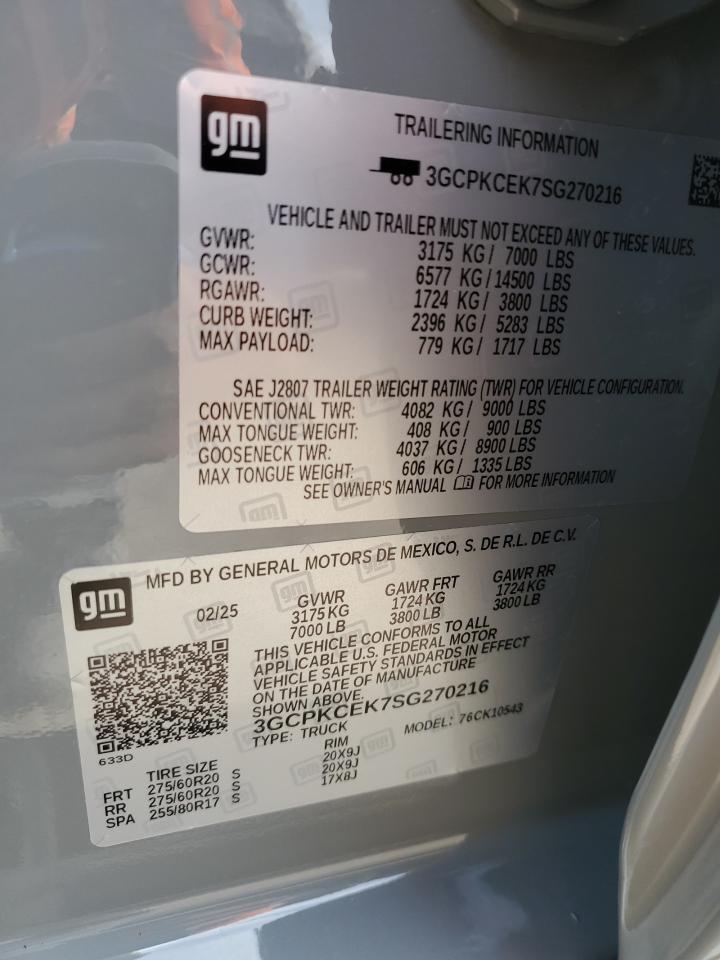 gm
TRAILERING INFORMATION
3GCPKCEK7SG270216
VEHICLE AND TRAILER MUST NOT EXCEED ANY OF THESE VALUES.
GVWR: 3175 KG/ 7000 LBS
GCWR: 6577 KG/14500 LBS
RGAWR: 1724 KG/ 3800 LBS
CURB WEIGHT: 2396 KG/ 5283 LBS
MAX PAYLOAD: 779 KG/ 1717 LBS
SAE J2807 TRAILER WEIGHT RATING (TWR) FOR VEHICLE CONFIGURATION.
CONVENTIONAL TWR: 4082 KG/ 9000 LBS
MAX TONGUE WEIGHT: 408 KG/ 900 LBS
GOOSENECK TWR: 4037 KG/ 8900 LBS
MAX TONGUE WEIGHT: 606 KG/ 1335 LBS
SEE OWNER'S MANUAL FOR MORE INFORMATION
gm
MFD BY GENERAL MOTORS DE MEXICO, S. DE R.L. DE C.V.
02/25 GVWR GAWR FRT GAWR RR
3175 KG 1724 KG 1724 KG
7000 LB 3800 LB 3800 LB
THIS VEHICLE CONFORMS TO ALL
APPLICABLE U.S. FEDERAL MOTOR
VEHICLE SAFETY STANDARDS IN EFFECT
ON THE DATE OF MANUFACTURE
SHOWN ABOVE.
3GCPKCEK7SG270216
TYPE: TRUCK MODEL: 76CK10543
633D
TIRE SIZE RIM
FRT 275/60R20 S 20X9J
RR 275/60R20 S 20X9J
SPA 255/80R17 S 17X8J